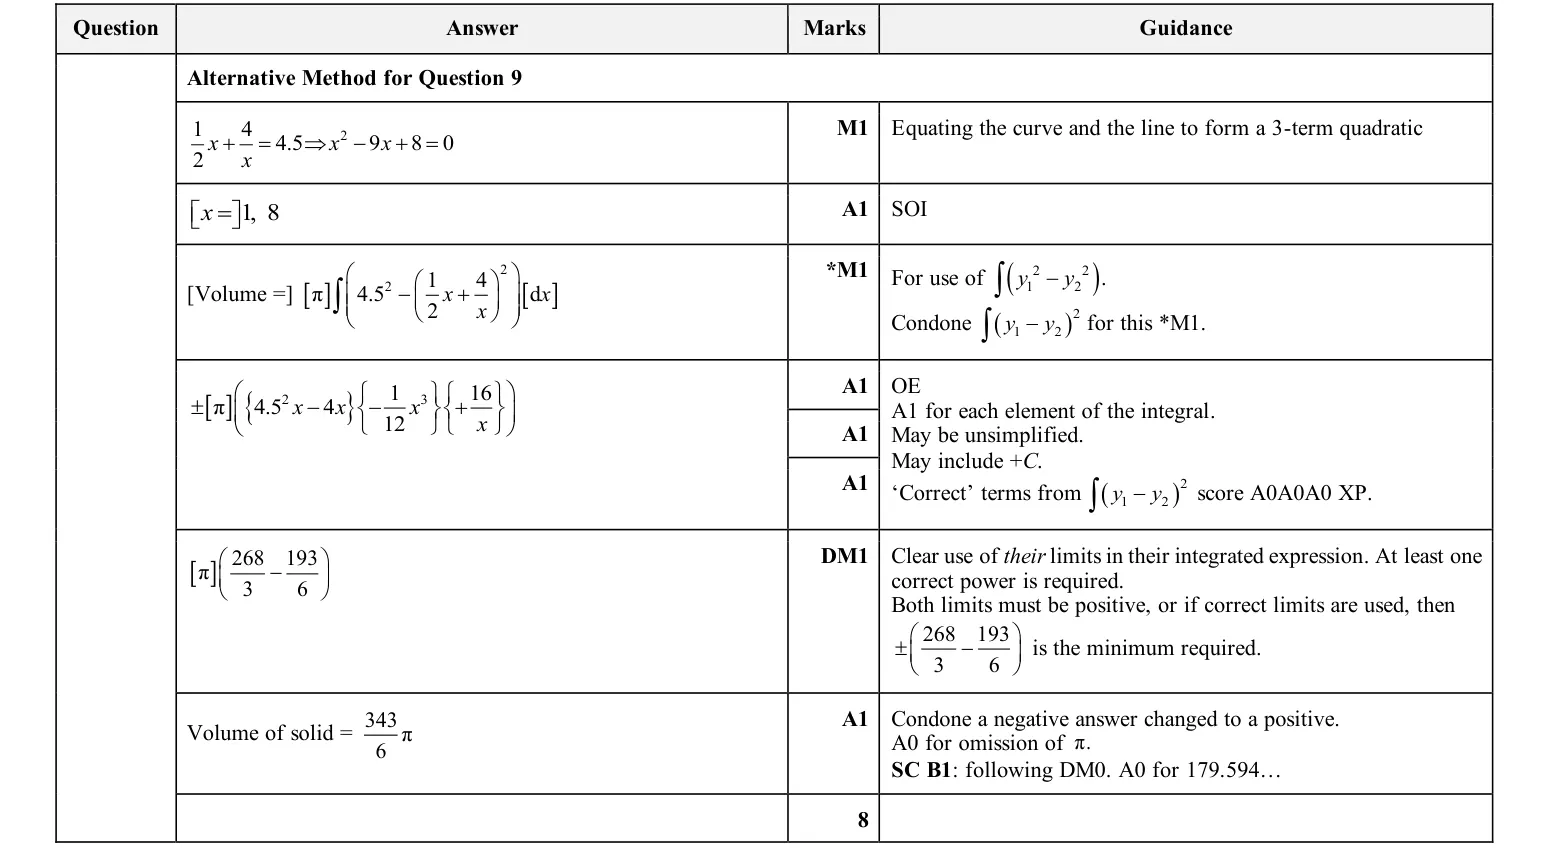 Question Answer Marks Guidance
Alternative Method for Question 9
1/2 x + 4/x = 4.5 ⇒ x² − 9x + 8 = 0 M1 Equating the curve and the line to form a 3-term quadratic
[x =] 1, 8 A1 SOI
[Volume =] [π] ∫ (4.5² − (1/2 x + 4/x)²) [dx] *M1 For use of ∫(y₁² − y₂²).
Condone ∫(y₁ − y₂)² for this *M1.
±[π]({4.5²x − 4x}{− 1/12 x³}{+ 16/x}) A1 OE
A1 for each element of the integral.
A1 May be unsimplified.
May include +C.
A1 ‘Correct’ terms from ∫(y₁ − y₂)² score A0A0A0 XP.
[π](268/3 − 193/6) DM1 Clear use of their limits in their integrated expression. At least one
correct power is required.
Both limits must be positive, or if correct limits are used, then
±(268/3 − 193/6) is the minimum required.
Volume of solid = 343/6 π A1 Condone a negative answer changed to a positive.
A0 for omission of π.
SC B1: following DM0. A0 for 179.594…
8